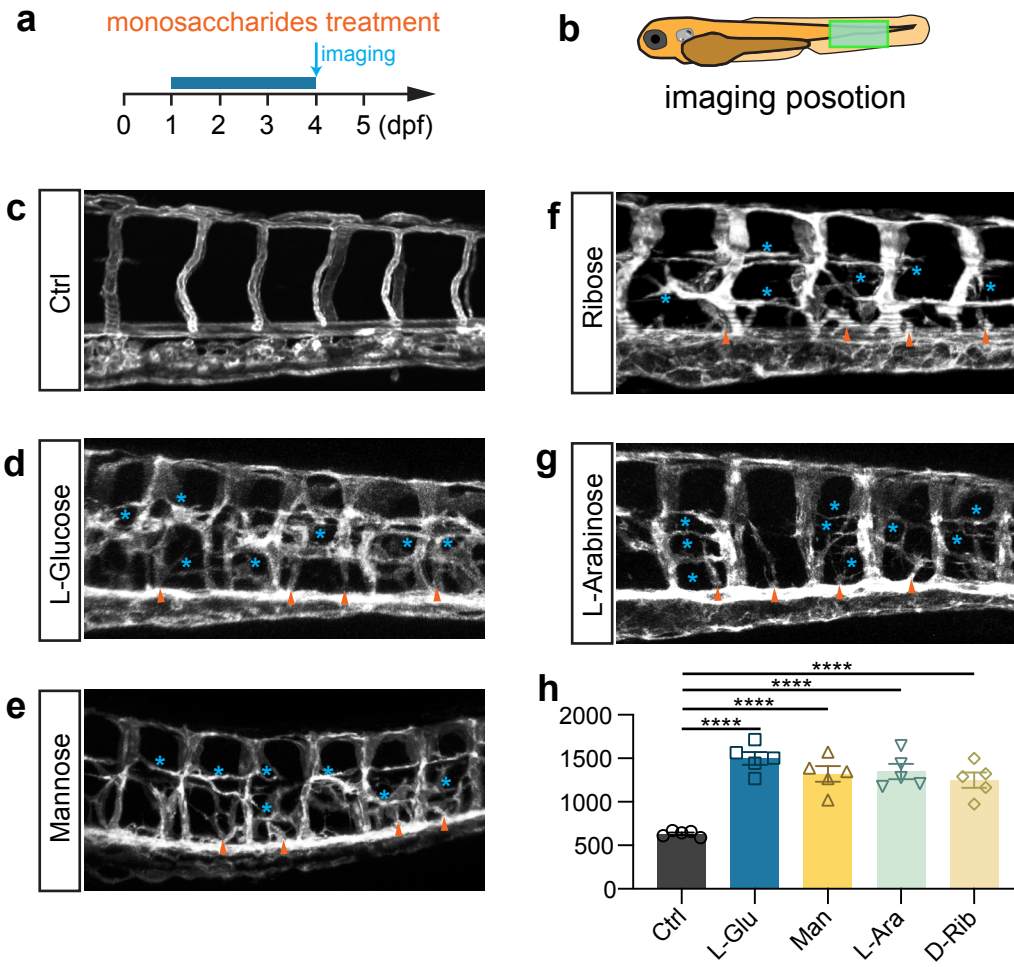 a
monosaccharides treatment
imaging
0 1 2 3 4 5 (dpf)
b
imaging posotion
c
Ctrl
d
L-Glucose
* * * * * * *
e
Mannose
* * * * * * *
f
Ribose
* * * * * *
g
L-Arabinose
* * * * * * * * * *
h
****
****
****
****
2000
1500
1000
500
0
Ctrl
L-Glu
Man
L-Ara
D-Rib